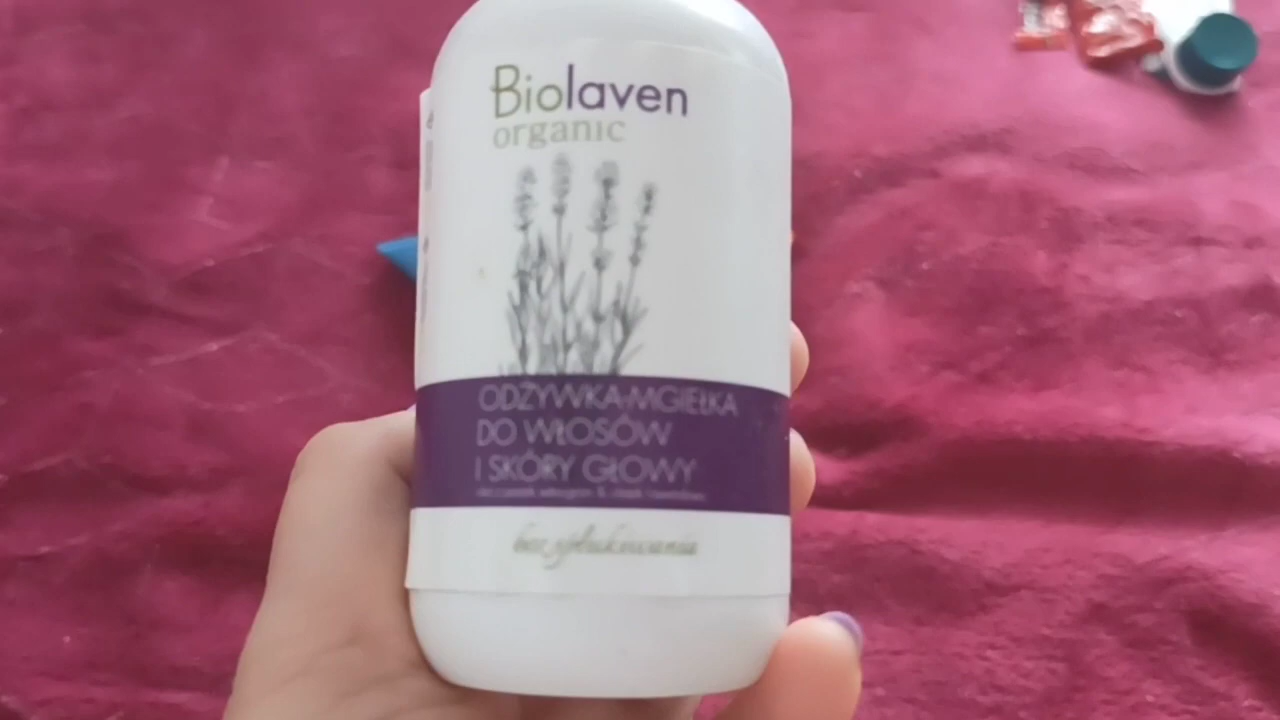 Biolaven
organic
ODŻYWKA-MGIEŁKA
DO WŁOSÓW
I SKÓRY GŁOWY
bez spłukiwania